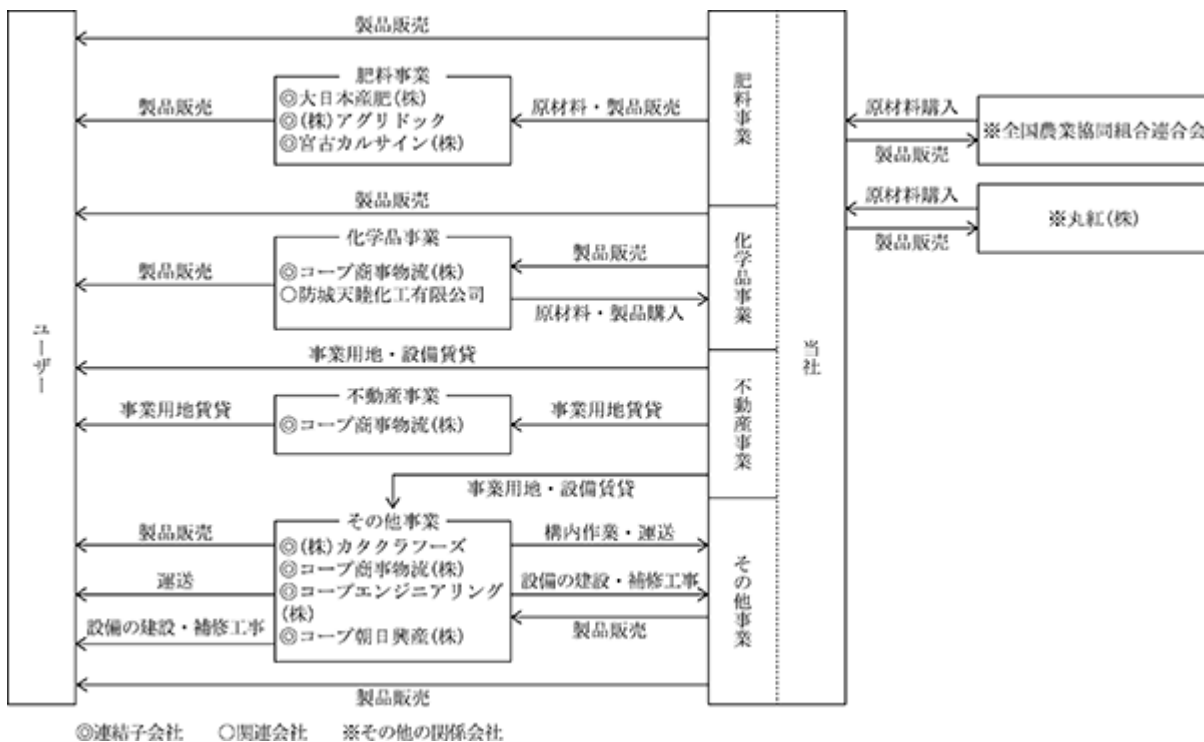 製品販売
肥料事業
◎大日本産肥(株)
◎(株)アグリドック
◎宮古カルサイン(株)
製品販売
原材料・製品販売
肥料事業
原材料購入
製品販売
※全国農業協同組合連合会
原材料購入
製品販売
※丸紅(株)
製品販売
化学品事業
◎コープ商事物流(株)
○防城天睦化工有限公司
製品販売
製品販売
原材料・製品購入
化学品事業
ユーザー
当社
事業用地・設備賃貸
不動産事業
◎コープ商事物流(株)
事業用地賃貸
事業用地賃貸
不動産事業
事業用地・設備賃貸
その他事業
◎(株)カタクラフーズ
◎コープ商事物流(株)
◎コープエンジニアリング
(株)
◎コープ朝日興産(株)
製品販売
運送
設備の建設・補修工事
構内作業・運送
設備の建設・補修工事
製品販売
その他事業
製品販売
◎連結子会社 ○関連会社 ※その他の関係会社